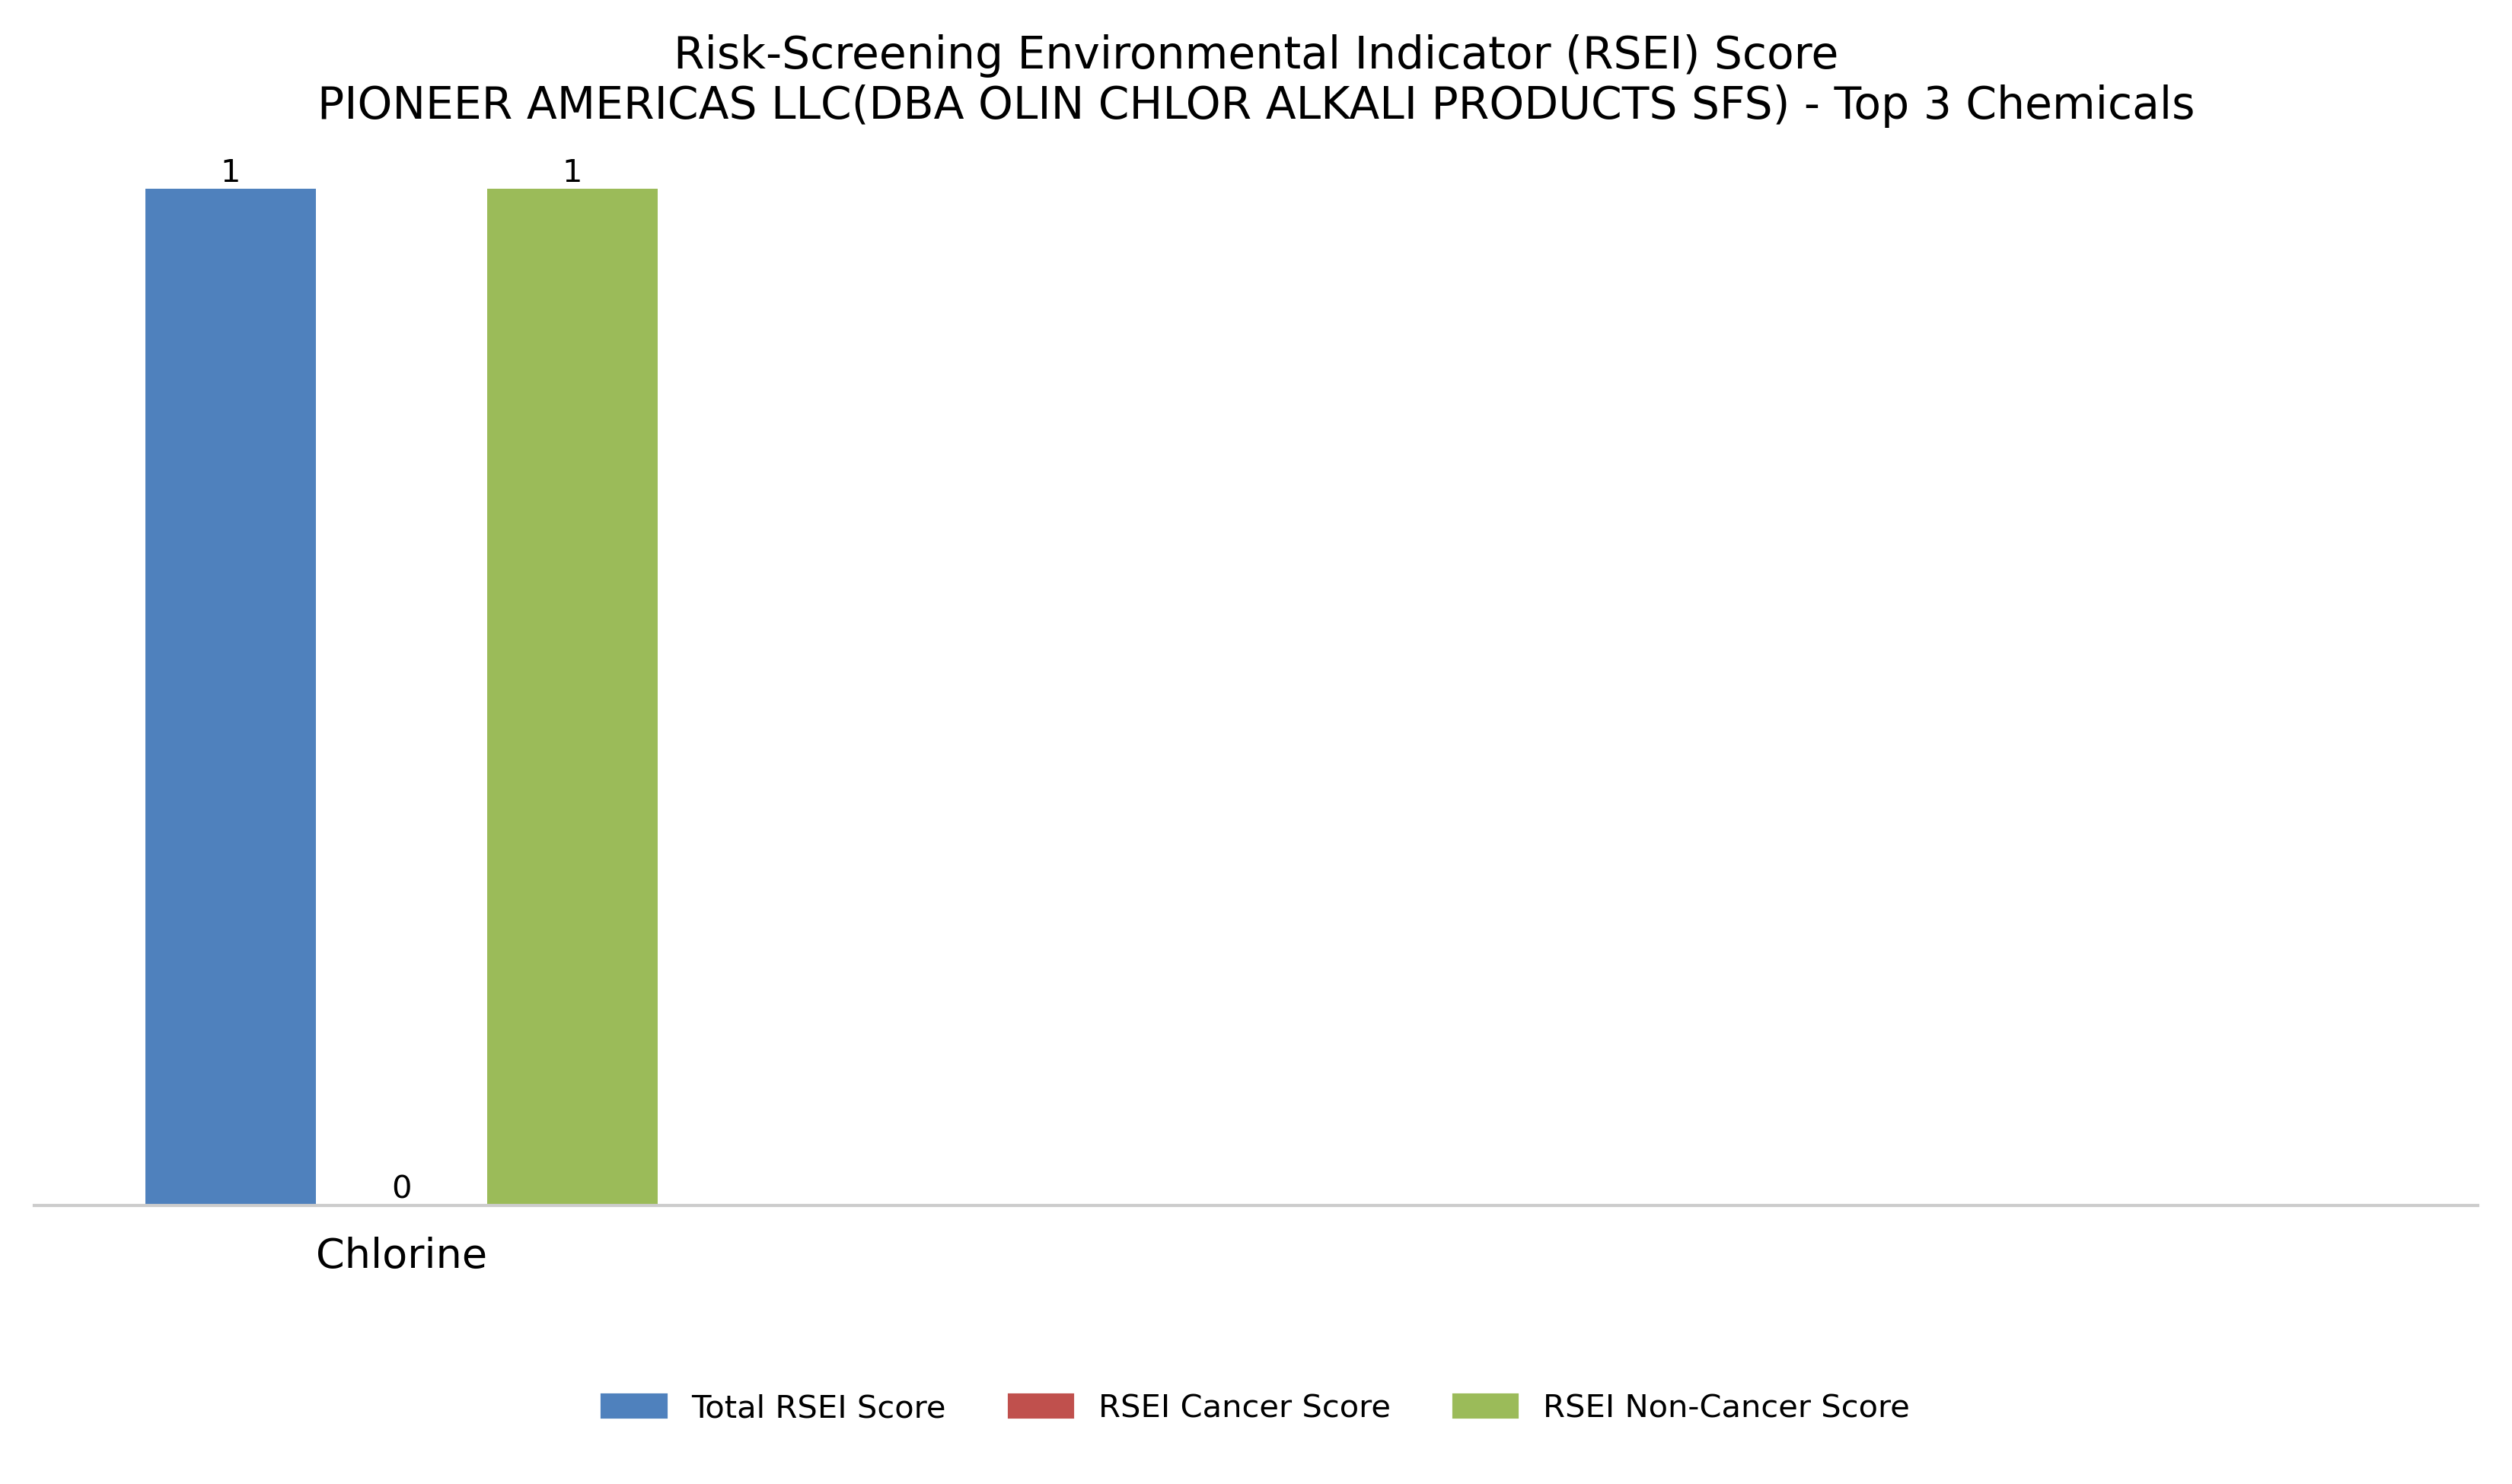 Risk-Screening Environmental Indicator (RSEI) Score
PIONEER AMERICAS LLC(DBA OLIN CHLOR ALKALI PRODUCTS SFS) - Top 3 Chemicals
1
1
0
Chlorine
Total RSEI Score
RSEI Cancer Score
RSEI Non-Cancer Score